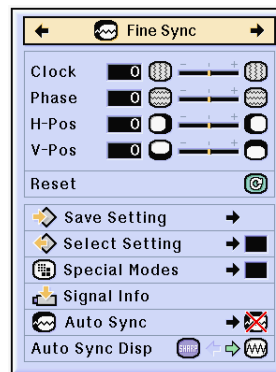 Fine Sync
Clock 0 - +
Phase 0 - +
H-Pos 0 - +
V-Pos 0 - +
Reset
Save Setting
Select Setting
Special Modes
Signal Info
Auto Sync
Auto Sync Disp SHARP